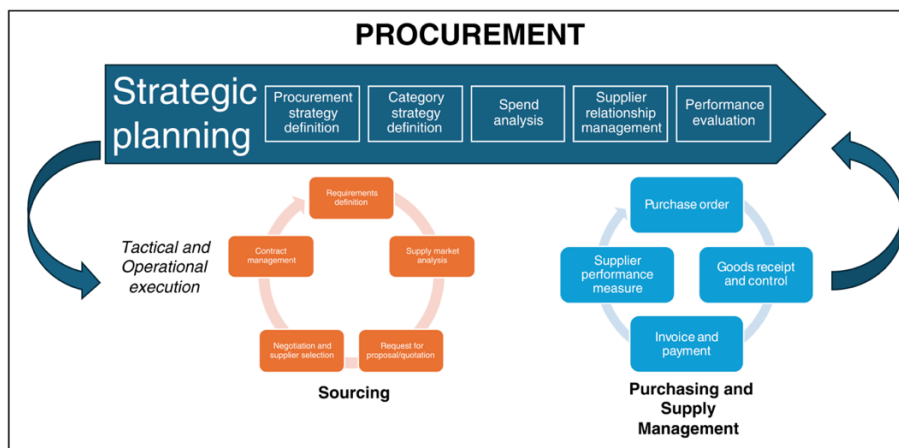 PROCUREMENT
Strategic
planning
Procurement
strategy
definition
Category
strategy
definition
Spend
analysis
Supplier
relationship
management
Performance
evaluation
Tactical and
Operational
execution
Requirements
definition
Supply market
analysis
Request for
proposal/quotation
Negotiation and
supplier selection
Contract
management
Sourcing
Purchase order
Goods receipt
and control
Invoice and
payment
Supplier
performance
measure
Purchasing and
Supply
Management